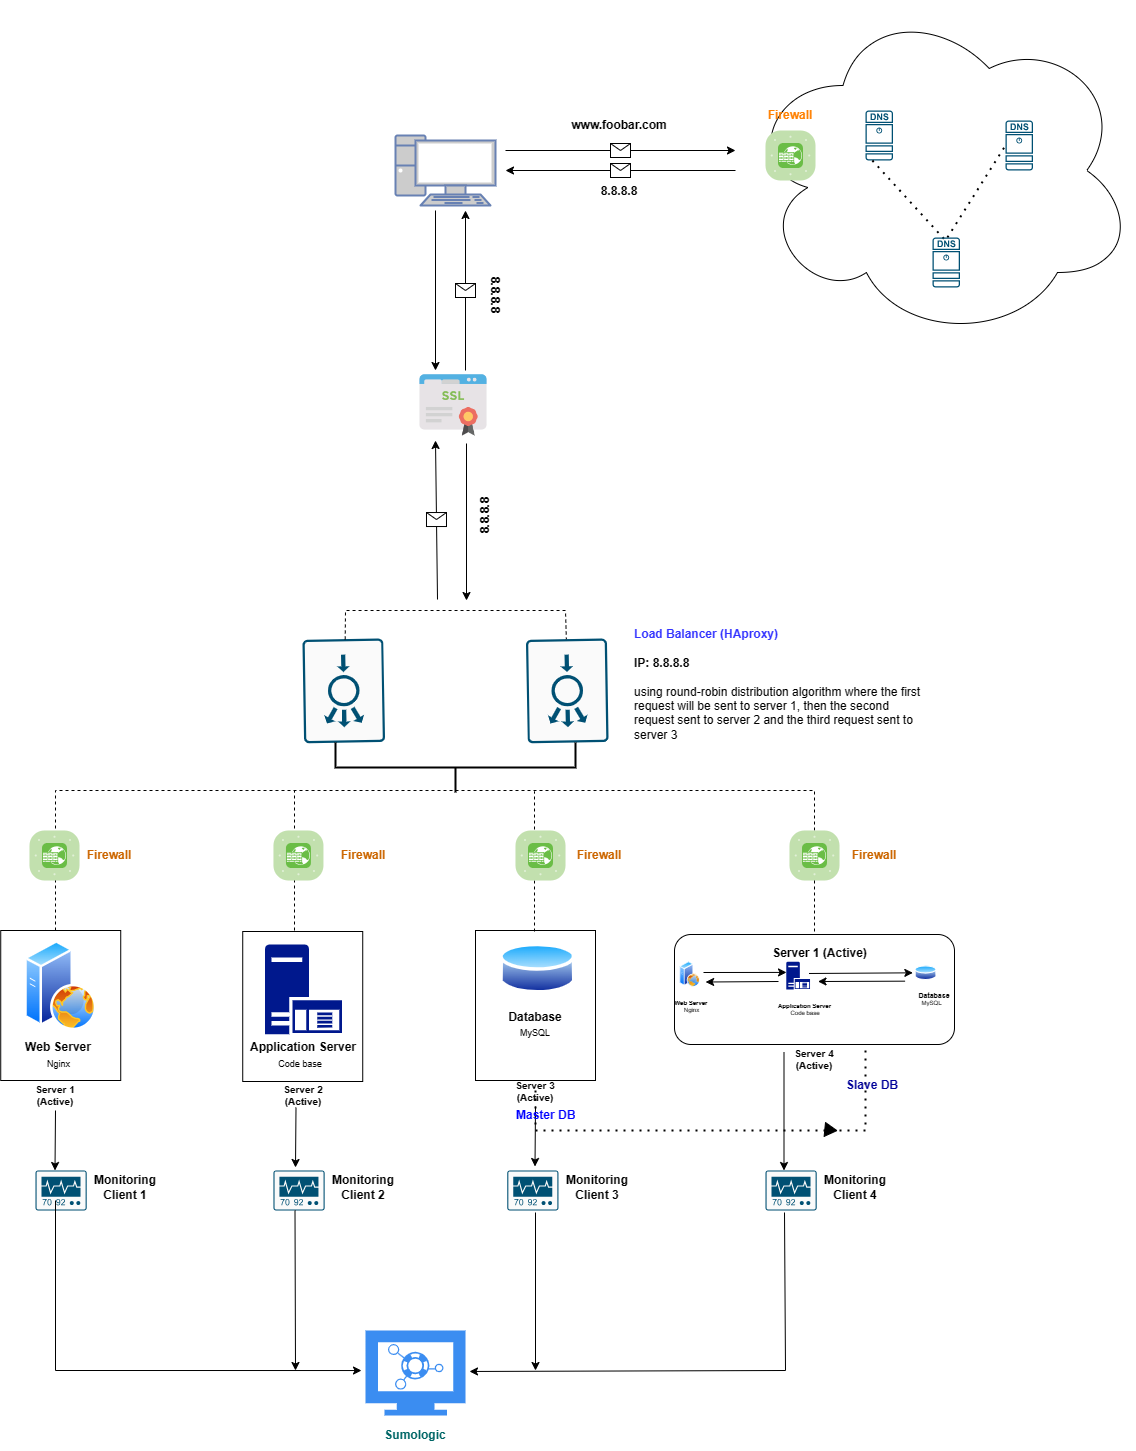 Firewall
DNS
DNS
www.foobar.com
8.8.8.8
DNS
8.8.8.8
SSL
8.8.8.8
Load Balancer (HAproxy)
IP: 8.8.8.8
using round-robin distribution algorithm where the first
request will be sent to server 1, then the second
request sent to server 2 and the third request sent to
server 3
Firewall
Firewall
Firewall
Firewall
Web Server
Nginx
Server 1
(Active)
Application Server
Code base
Server 2
(Active)
Database
MySQL
Server 3
(Active)
Master DB
Server 1 (Active)
Web Server
Nginx
Application Server
Code base
Database
MySQL
Server 4
(Active)
Slave DB
70 92
Monitoring
Client 1
70 92
Monitoring
Client 2
70 92
Monitoring
Client 3
70 92
Monitoring
Client 4
Sumologic